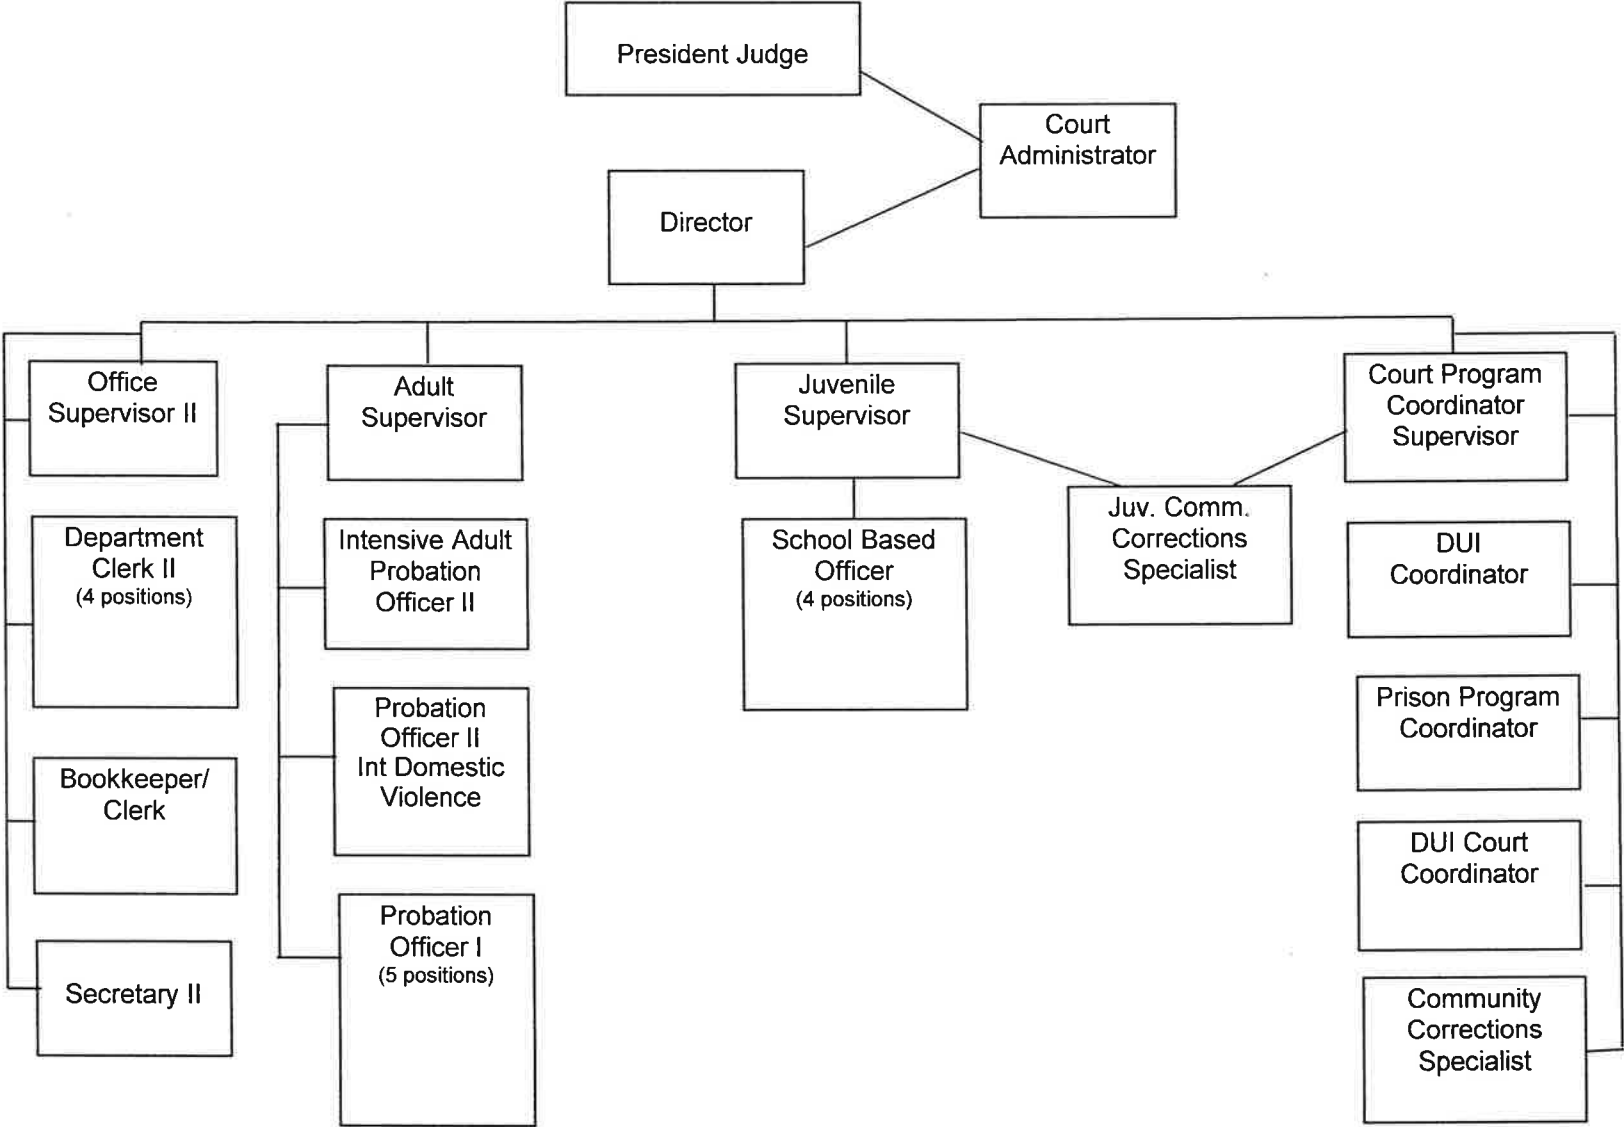 President Judge
Court
Administrator
Director
Office
Supervisor II
Adult
Supervisor
Juvenile
Supervisor
Court Program
Coordinator
Supervisor
Department
Clerk II
(4 positions)
Intensive Adult
Probation
Officer II
School Based
Officer
(4 positions)
Juv. Comm.
Corrections
Specialist
DUI
Coordinator
Probation
Officer II
Int Domestic
Violence
Prison Program
Coordinator
Bookkeeper/
Clerk
DUI Court
Coordinator
Secretary II
Probation
Officer I
(5 positions)
Community
Corrections
Specialist